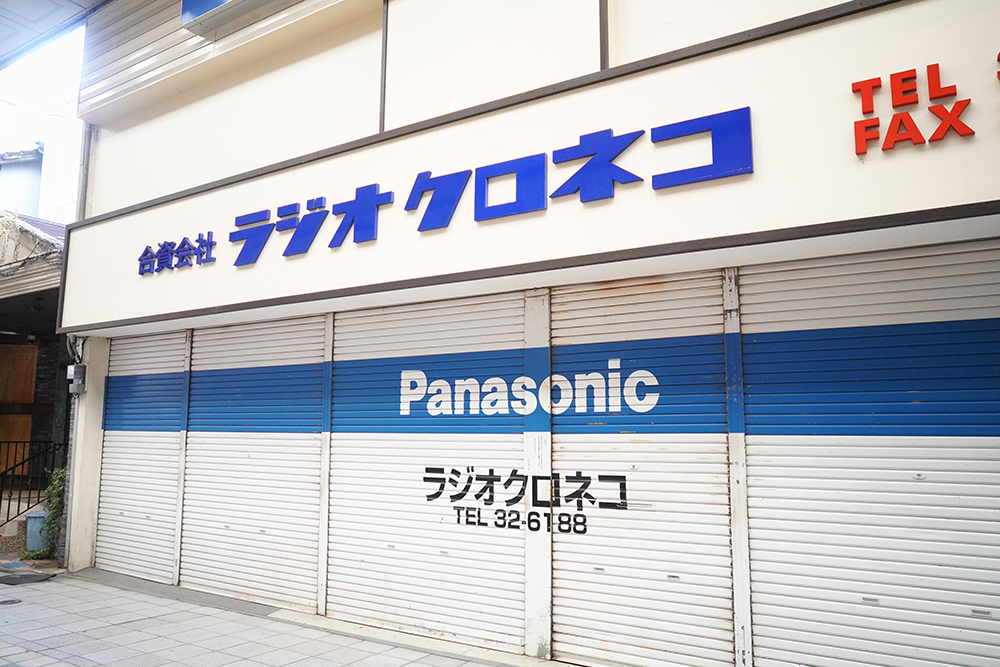 合資会社 ラジオクロネコ
TEL
FAX
Panasonic
ラジオクロネコ
TEL 32-6188